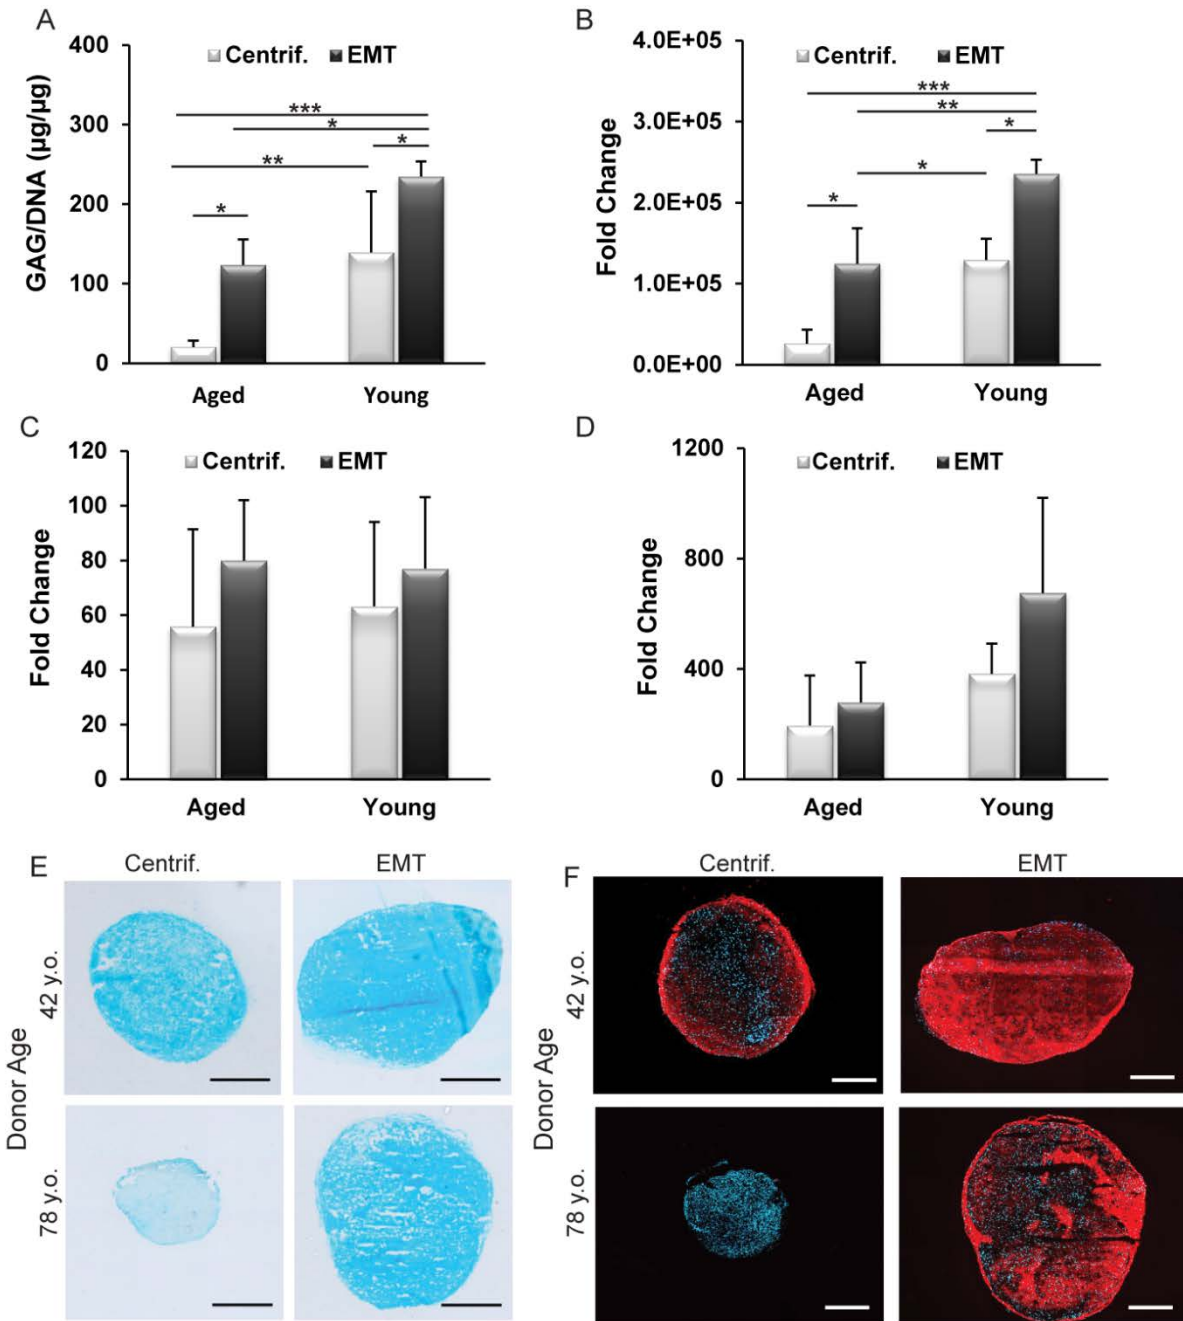 A
GAG/DNA (µg/µg)
400
300
200
100
0
Centrif. EMT
***
*
*
**
*
Aged Young
B
Fold Change
4.0E+05
3.0E+05
2.0E+05
1.0E+05
0.0E+00
Centrif. EMT
***
**
*
*
*
Aged Young
C
Fold Change
120
100
80
60
40
20
0
Centrif. EMT
Aged Young
D
Fold Change
1200
800
400
0
Centrif. EMT
Aged Young
E
Centrif. EMT
Donor Age
42 y.o.
78 y.o.
F
Centrif. EMT
Donor Age
42 y.o.
78 y.o.